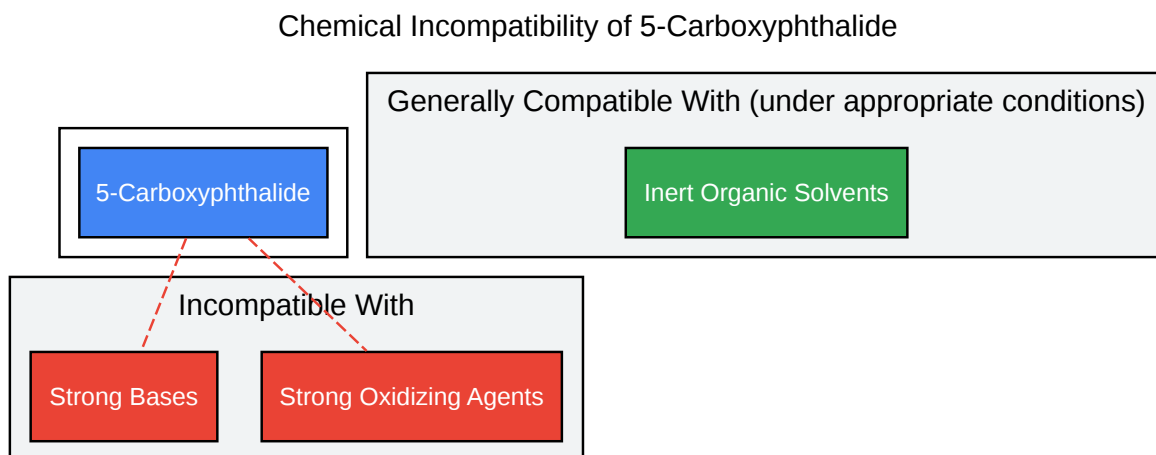 Chemical Incompatibility of 5-Carboxyphthalide
Generally Compatible With (under appropriate conditions)
5-Carboxyphthalide
Inert Organic Solvents
Incompatible With
Strong Bases
Strong Oxidizing Agents